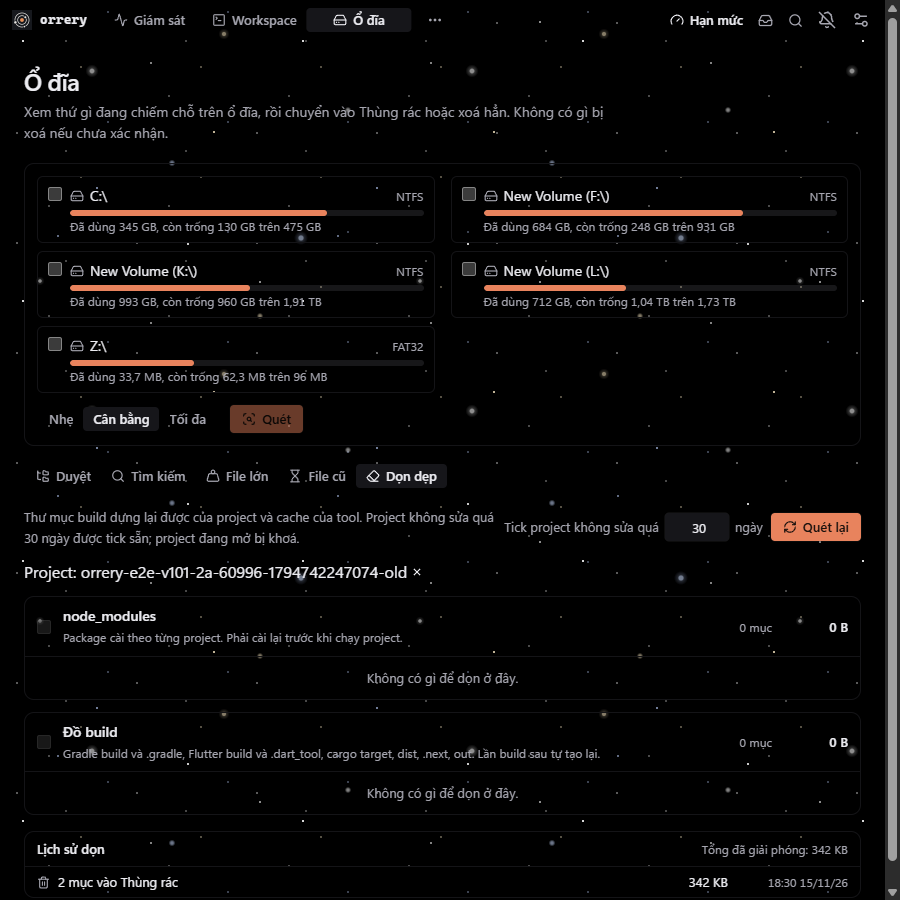 orrery
Giám sát
Workspace
Ổ đĩa
Hạn mức
Ổ đĩa
Xem thứ gì đang chiếm chỗ trên ổ đĩa, rồi chuyển vào Thùng rác hoặc xoá hẳn. Không có gì bị
xoá nếu chưa xác nhận.
C:\ NTFS
Đã dùng 345 GB, còn trống 130 GB trên 475 GB
New Volume (F:\) NTFS
Đã dùng 684 GB, còn trống 248 GB trên 931 GB
New Volume (K:\) NTFS
Đã dùng 993 GB, còn trống 960 GB trên 1,91 TB
New Volume (L:\) NTFS
Đã dùng 712 GB, còn trống 1,04 TB trên 1,73 TB
Z:\ FAT32
Đã dùng 33,7 MB, còn trống 62,3 MB trên 96 MB
Nhẹ Cân bằng Tối đa Quét
Duyệt Tìm kiếm File lớn File cũ Dọn dẹp
Thư mục build dựng lại được của project và cache của tool. Project không sửa quá
30 ngày được tick sẵn; project đang mở bị khoá.
Tick project không sửa quá 30 ngày Quét lại
Project: orrery-e2e-v101-2a-60996-1794742247074-old ×
node_modules
Package cài theo từng project. Phải cài lại trước khi chạy project.
0 mục 0 B
Không có gì để dọn ở đây.
Đồ build
Gradle build và .gradle, Flutter build và .dart_tool, cargo target, dist, .next, out. Lần build sau tự tạo lại.
0 mục 0 B
Không có gì để dọn ở đây.
Lịch sử dọn Tổng đã giải phóng: 342 KB
2 mục vào Thùng rác 342 KB 18:30 15/11/26